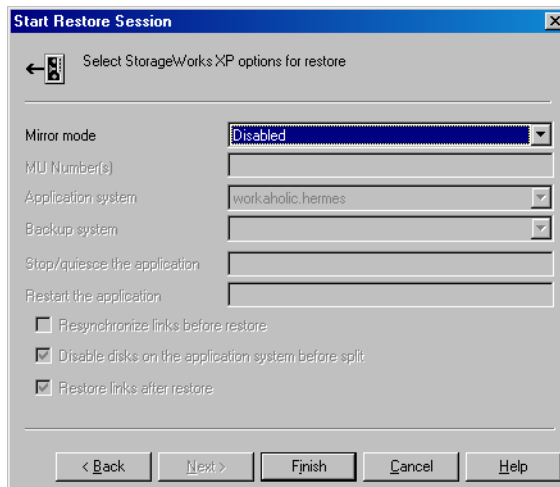 Start Restore Session
Select StorageWorks XP options for restore
Mirror mode
Disabled
MU Number(s)
Application system
workaholic.hermes
Backup system
Stop/quiesce the application
Restart the application
Resynchronize links before restore
Disable disks on the application system before split
Restore links after restore
< Back
Next >
Finish
Cancel
Help